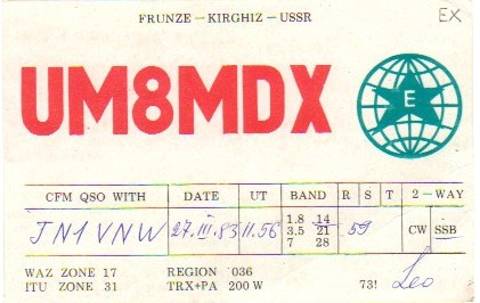 FRUNZE — KIRGHIZ — USSR
EX
UM8MDX
E
CFM QSO WITH DATE UT BAND R S T 2 — WAY
JN1VNW 27.III.83 11.56 1.8 14 59 CW SSB
3.5 21
7 28
WAZ ZONE 17 REGION 036
ITU ZONE 31 TRX+PA 200 W 73! Leo